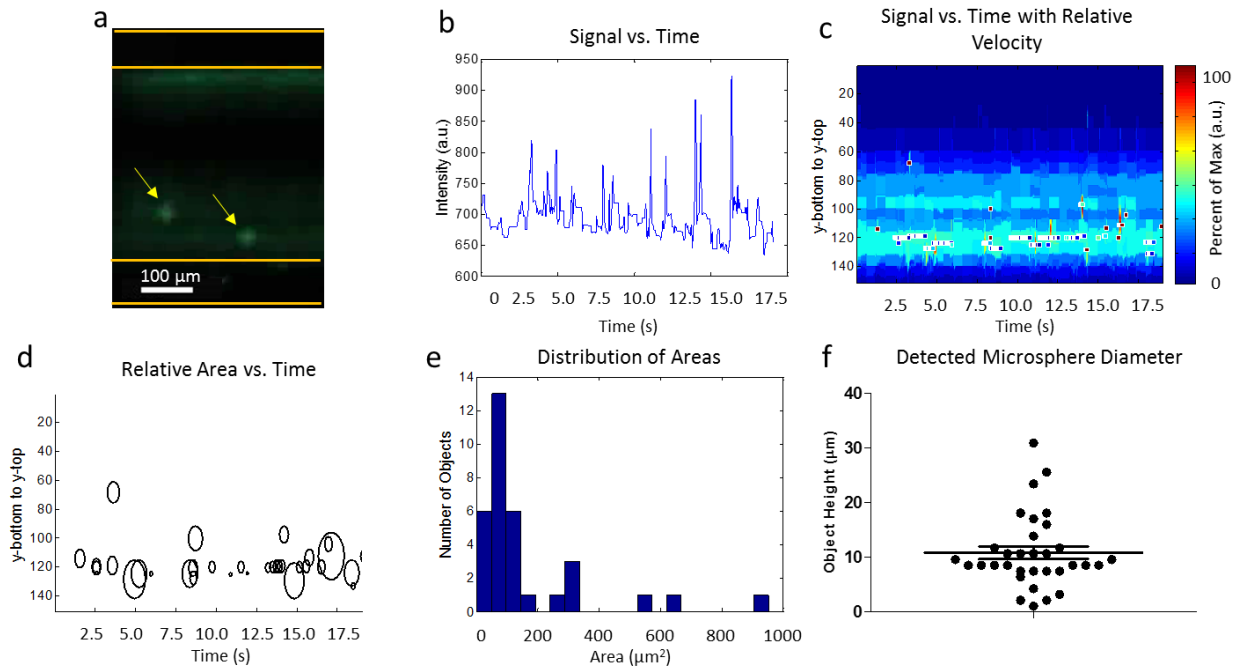 a
100 µm
b
Signal vs. Time
950
900
850
800
750
700
650
600
Intensity (a.u.)
0 2.5 5.0 7.5 10.0 12.5 15.0 17.5
Time (s)
Signal vs. Time with Relative
Velocity
c
20
40
60
80
100
120
140
y-bottom to y-top
2.5 5.0 7.5 10.0 12.5 15.0 17.5
Time (s)
100
0
Percent of Max (a.u.)
d
Relative Area vs. Time
20
40
60
80
100
120
140
y-bottom to y-top
2.5 5.0 7.5 10.0 12.5 15.0 17.5
Time (s)
e
Distribution of Areas
14
12
10
8
6
4
2
0
Number of Objects
0 200 400 600 800 1000
Area (µm²)
f
Detected Microsphere Diameter
40
30
20
10
0
Object Height (µm)